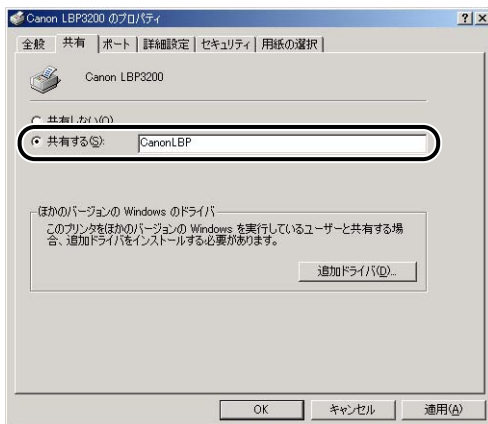 Canon LBP3200 のプロパティ
全般 共有 ポート 詳細設定 セキュリティ 用紙の選択
Canon LBP3200
共有しない(O)
共有する(S): CanonLBP
ほかのバージョンの Windows のドライバ
このプリンタをほかのバージョンの Windows を実行しているユーザーと共有する場
合、追加ドライバをインストールする必要があります。
追加ドライバ(D)...
OK キャンセル 適用(A)